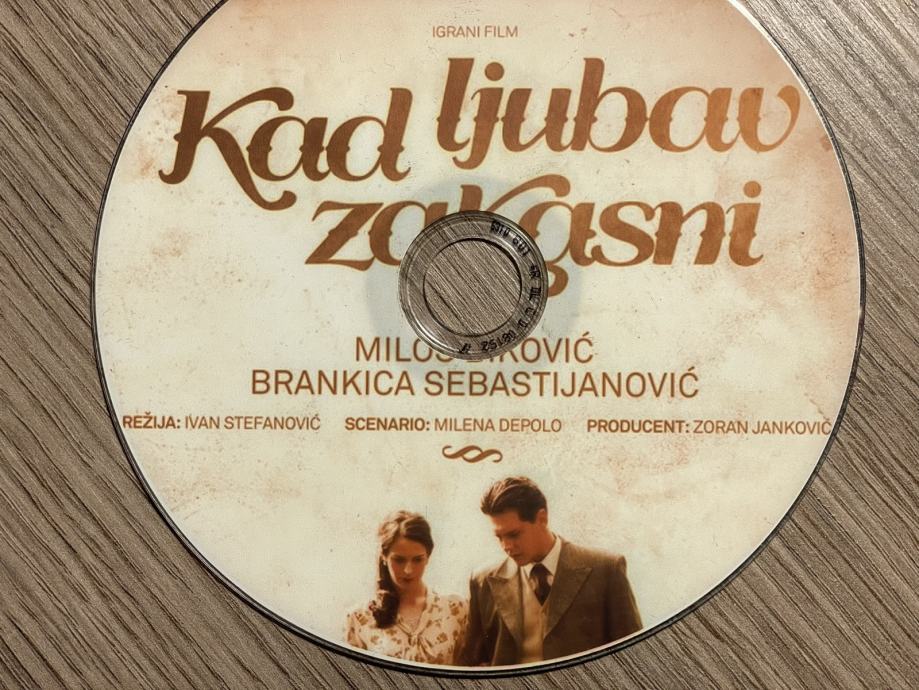 IGRANI FILM
Kad ljubav
zakasni
BRANKICA SEBASTIJANOVIĆ
REŽIJA: IVAN STEFANOVIĆ SCENARIO: MILENA DEPOLO PRODUCENT: ZORAN JANKOVIĆ